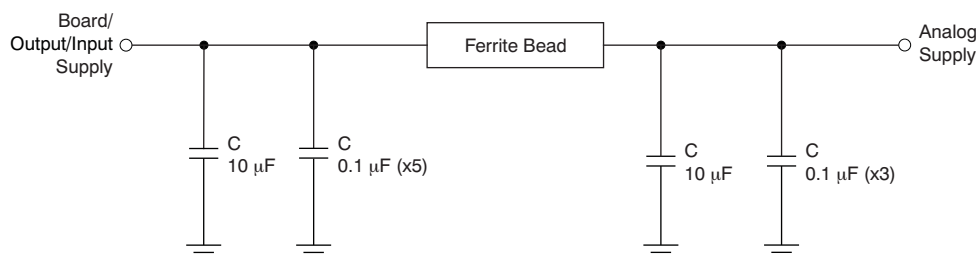 Board/
Output/Input
Supply
Ferrite Bead
Analog
Supply
C
10 μF
C
0.1 μF (x5)
C
10 μF
C
0.1 μF (x3)